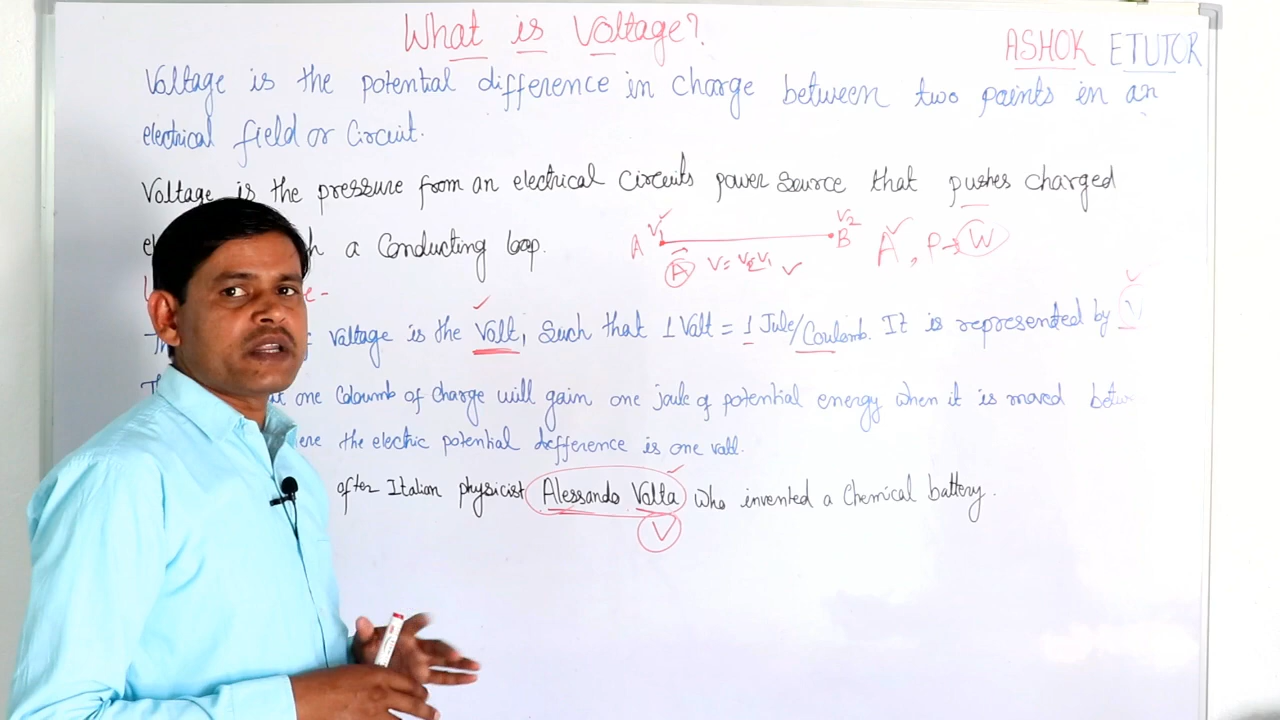 What is Voltage?
ASHOK ETUTOR
Voltage is the potential difference in charge between two points in an
electrical field or Circuit.
Voltage is the pressure from an electrical Circuits power Source that pushes charged
a Conducting loop.
A V1 V2 B
A V = V2 V1 V
A, P → W
voltage is the Volt, Such that 1 Valt = 1 Jule/Coulomb. It is represented by V
one Coloumb of charge will gain one joule of potential energy when it is moved
the electric potential defference is one valt.
after Italian physicist Alessando Volta Who invented a Chemical battery.
V